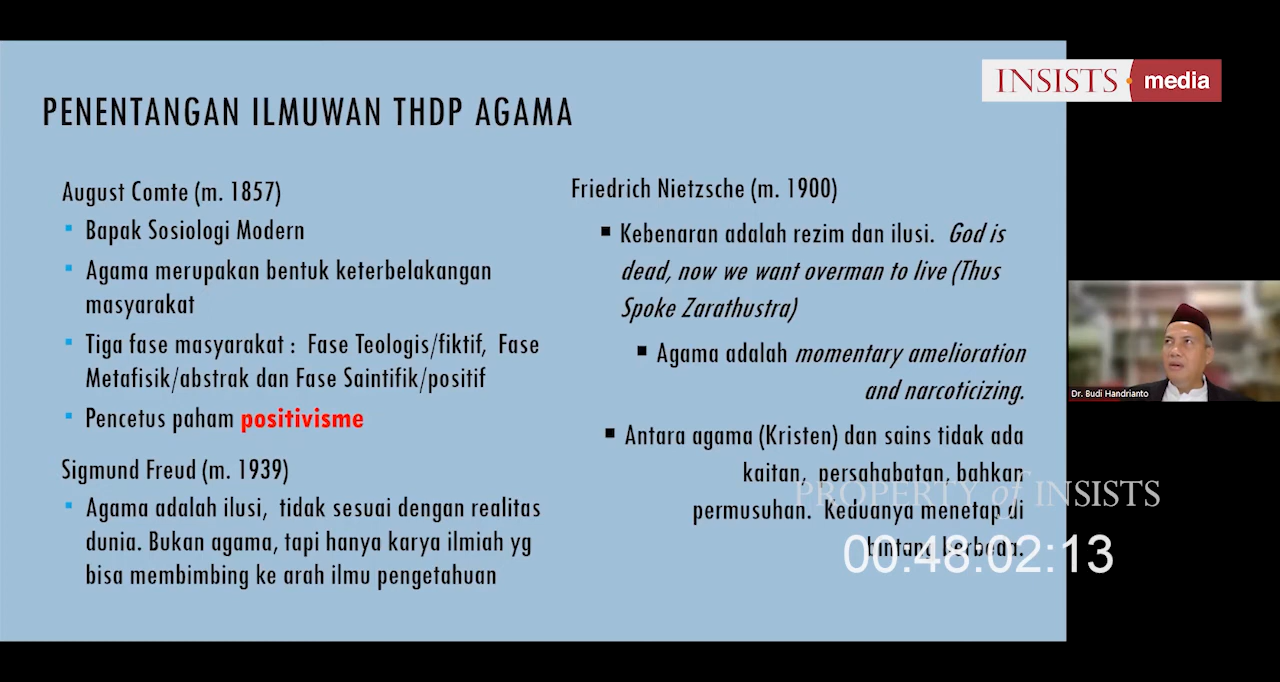 PENENTANGAN ILMUWAN THDP AGAMA
August Comte (m. 1857)
Bapak Sosiologi Modern
Agama merupakan bentuk keterbelakangan
masyarakat
Tiga fase masyarakat : Fase Teologis/fiktif, Fase
Metafisik/abstrak dan Fase Saintifik/positif
Pencetus paham positivisme
Sigmund Freud (m. 1939)
Agama adalah ilusi, tidak sesuai dengan realitas
dunia. Bukan agama, tapi hanya karya ilmiah yg
bisa membimbing ke arah ilmu pengetahuan
Friedrich Nietzsche (m. 1900)
Kebenaran adalah rezim dan ilusi. God is
dead, now we want overman to live (Thus
Spoke Zarathustra)
Agama adalah momentary amelioration
and narcoticizing.
Antara agama (Kristen) dan sains tidak ada
kaitan, persahabatan, bahkan
permusuhan. Keduanya menetap di
bintang berbeda.
INSISTS media
Dr. Budi Handrianto
PROPERTY of INSISTS
00:48:02:13